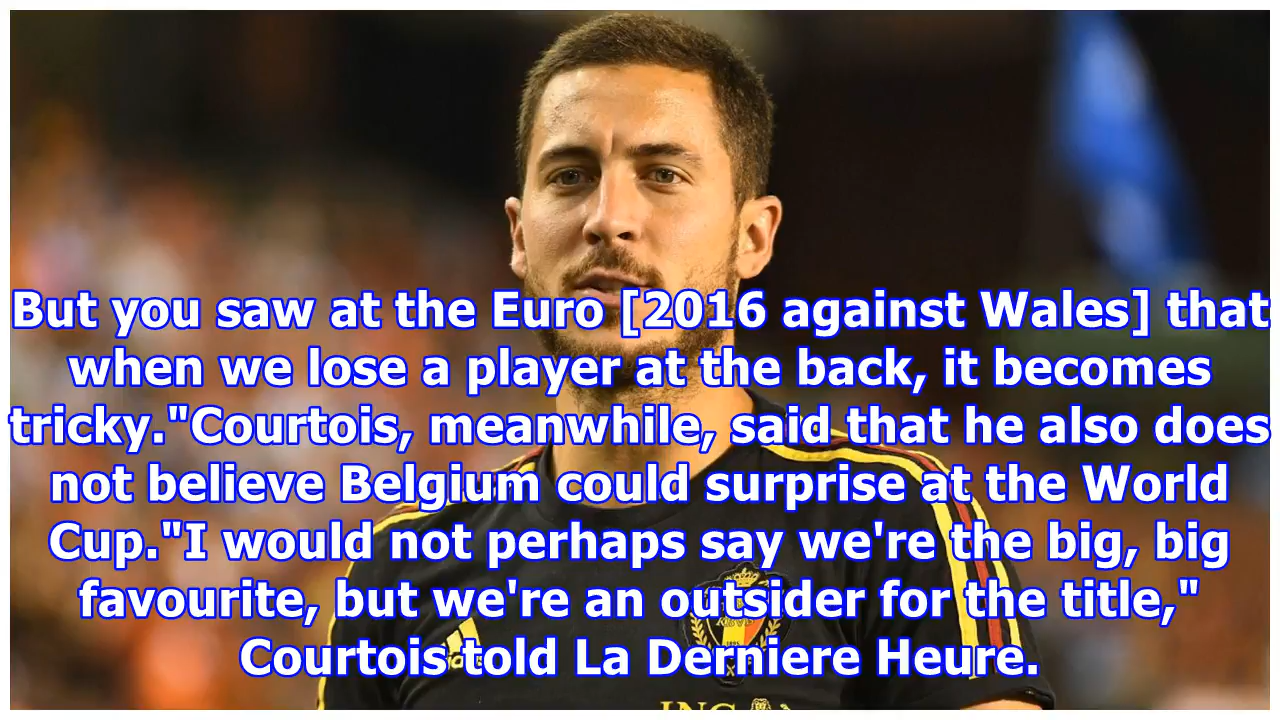 But you saw at the Euro [2016 against Wales] that
when we lose a player at the back, it becomes
tricky."Courtois, meanwhile, said that he also does
not believe Belgium could surprise at the World
Cup."I would not perhaps say we're the big, big
favourite, but we're an outsider for the title,"
Courtois told La Derniere Heure.
ING